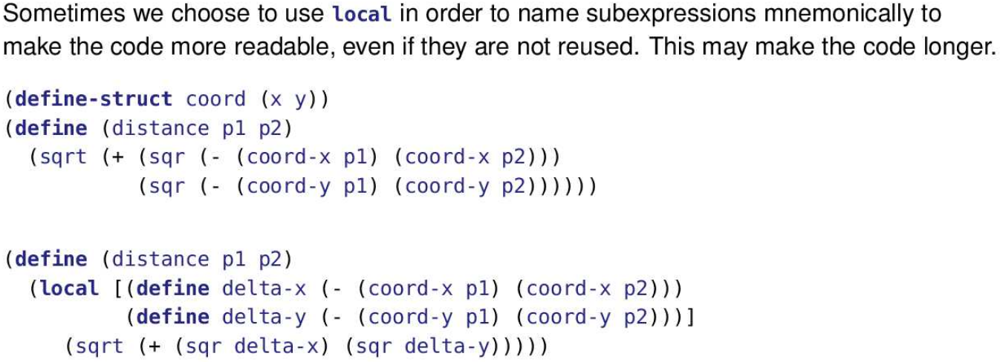 Sometimes we choose to use local in order to name subexpressions mnemonically to
make the code more readable, even if they are not reused. This may make the code longer.
(define-struct coord (x y))
(define (distance p1 p2)
  (sqrt (+ (sqr (- (coord-x p1) (coord-x p2)))
           (sqr (- (coord-y p1) (coord-y p2))))))
(define (distance p1 p2)
  (local [(define delta-x (- (coord-x p1) (coord-x p2)))
          (define delta-y (- (coord-y p1) (coord-y p2)))]
     (sqrt (+ (sqr delta-x) (sqr delta-y)))))